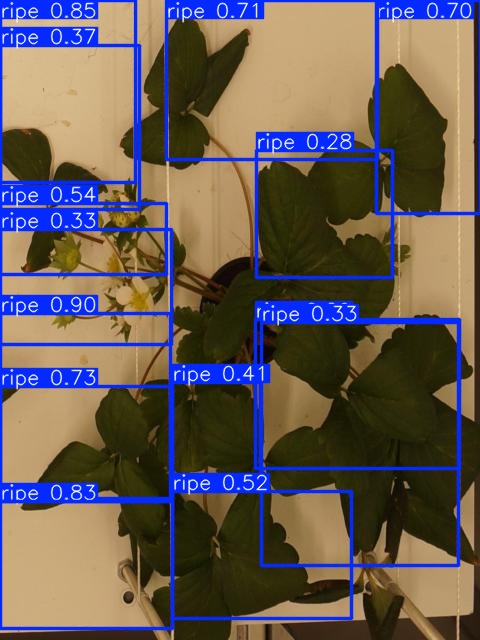 ripe 0.85
ripe 0.71
ripe 0.70
ripe 0.37
ripe 0.28
ripe 0.54
ripe 0.33
ripe 0.90
ripe 0.33
ripe 0.73
ripe 0.41
ripe 0.83
ripe 0.52